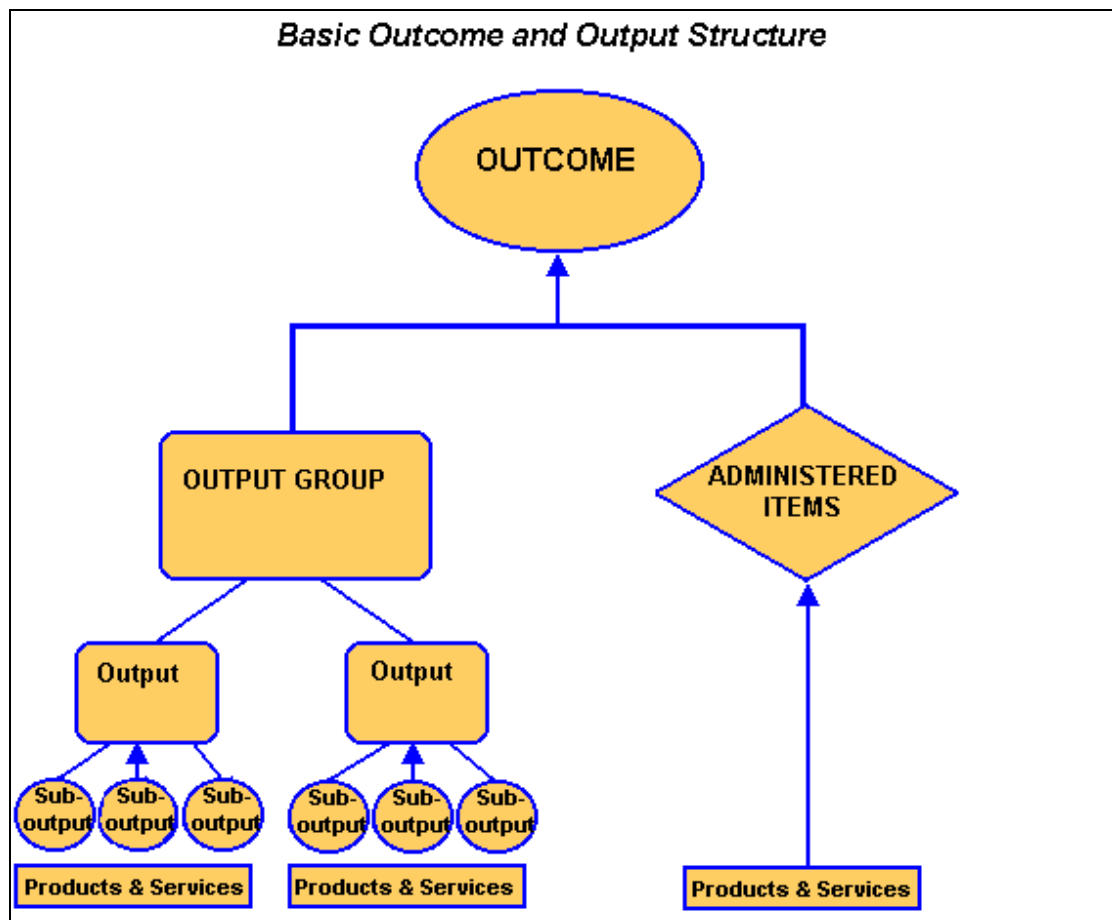 Basic Outcome and Output Structure
OUTCOME
OUTPUT GROUP
ADMINISTERED
ITEMS
Output
Output
Sub-
output
Sub-
output
Sub-
output
Sub-
output
Sub-
output
Sub-
output
Products & Services
Products & Services
Products & Services